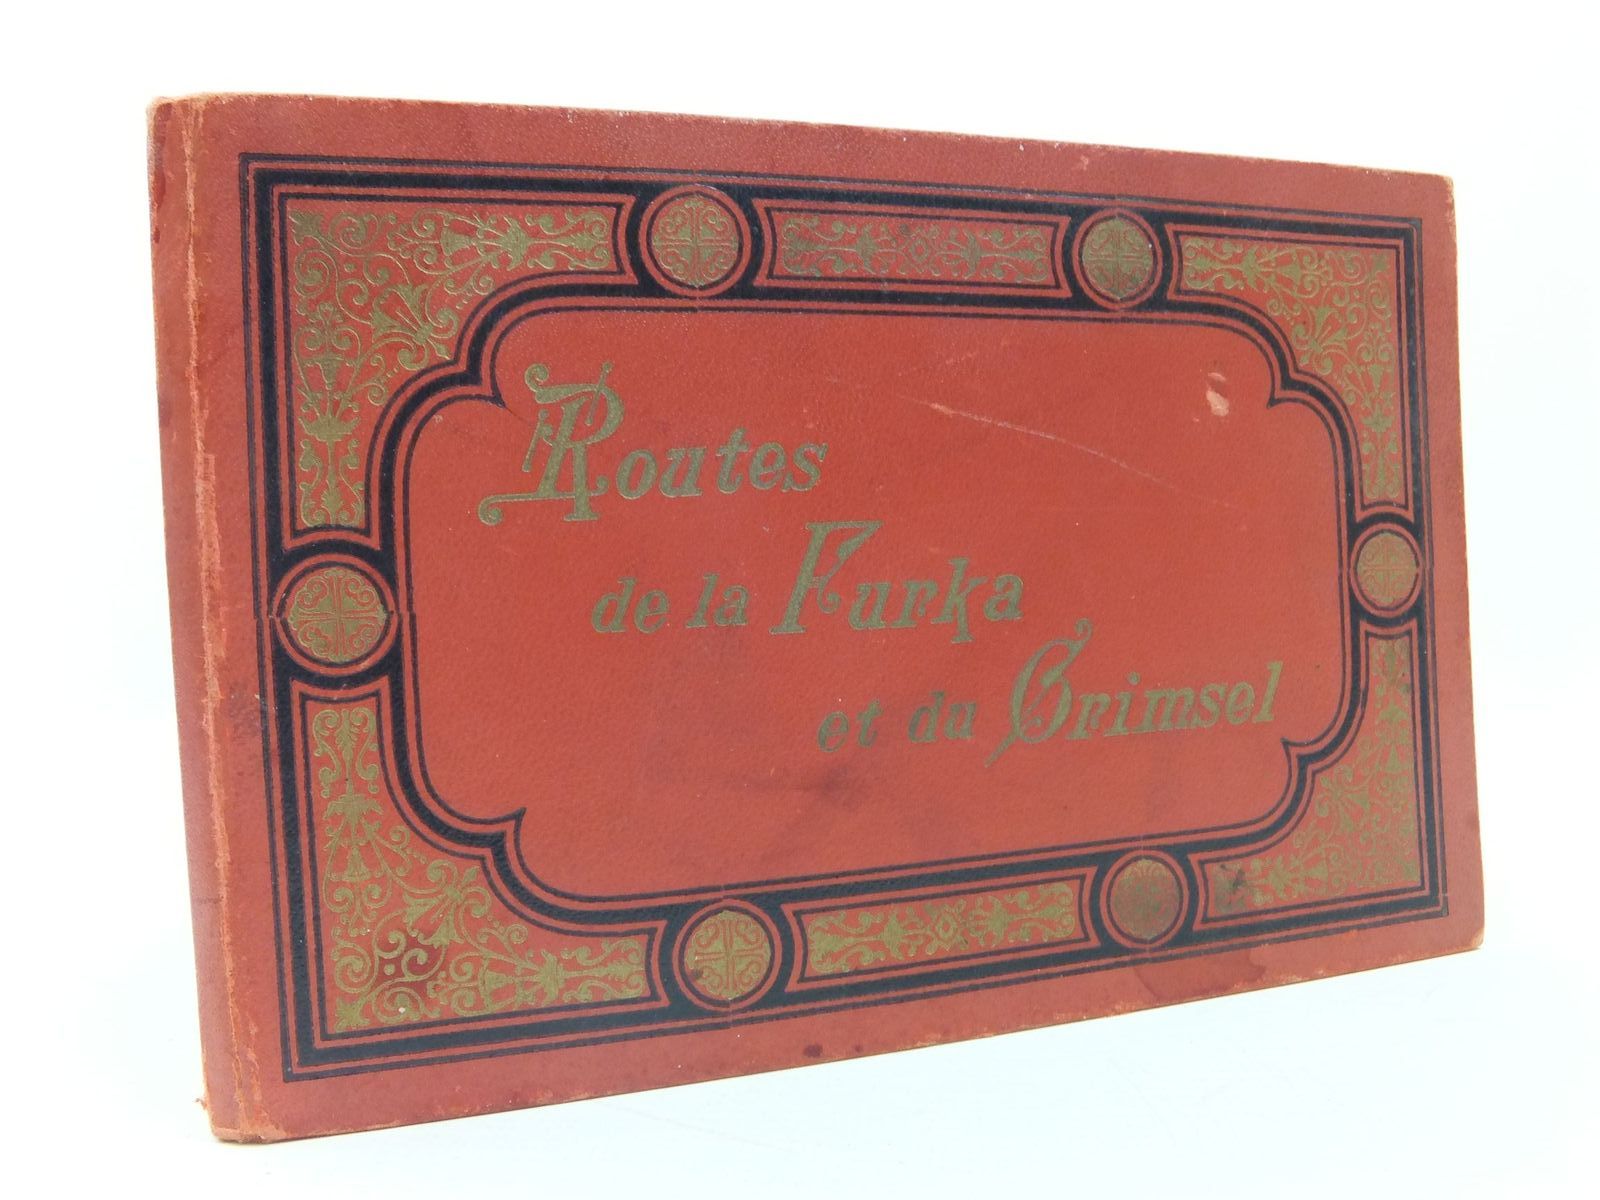 Routes
de la Furka
et du Grimsel